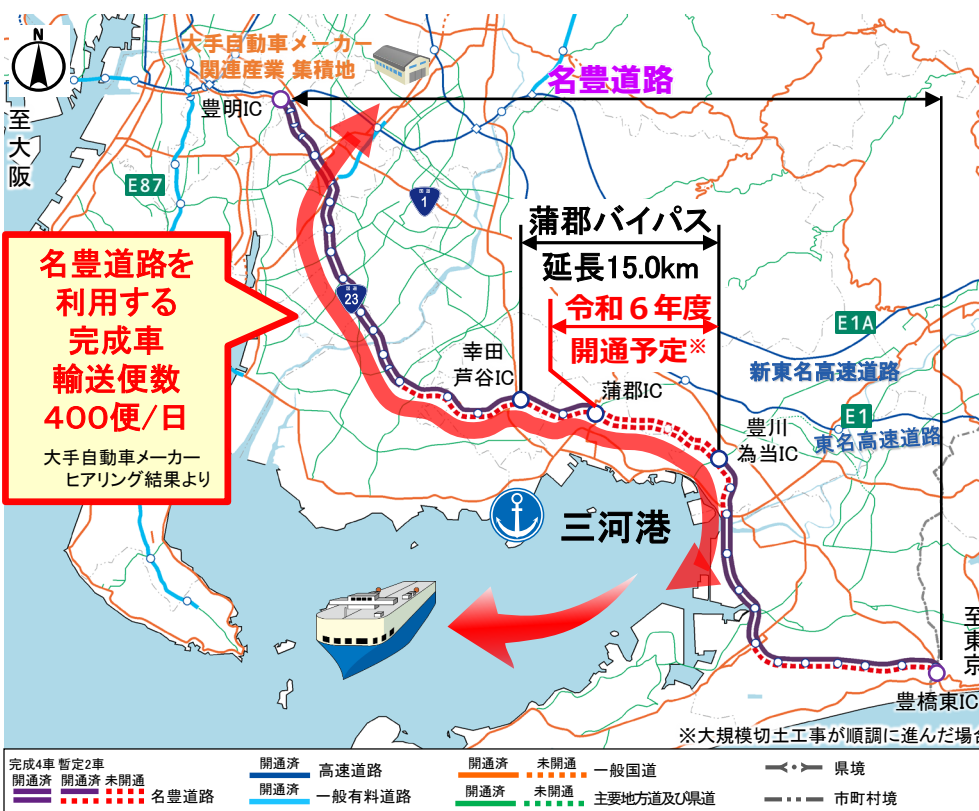 N
大手自動車メーカー
関連産業 集積地
名豊道路
豊明IC
至大阪
E87
国道
1
蒲郡バイパス
延長15.0km
名豊道路を
利用する
完成車
輸送便数
400便/日
大手自動車メーカー
ヒアリング結果より
国道
23
令和６年度
開通予定※
E1A
新東名高速道路
幸田
芦谷IC
蒲郡IC
E1
東名高速道路
豊川
為当IC
三河港
至東京
豊橋東IC
※大規模切土工事が順調に進んだ場合
完成4車 暫定2車
開通済 開通済 未開通
名豊道路
開通済
高速道路
開通済
一般有料道路
開通済 未開通
一般国道
開通済 未開通
主要地方道及び県道
県境
市町村境